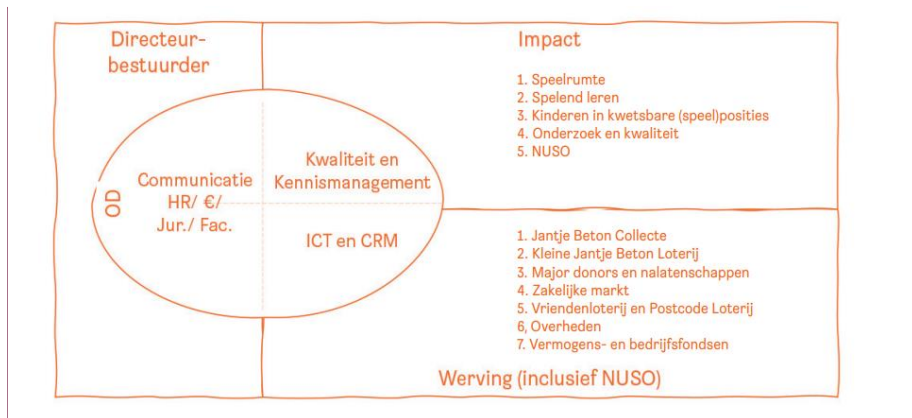 Directeur-
bestuurder
OD
Communicatie
HR/ €/
Jur./ Fac.
Kwaliteit en
Kennismanagement
ICT en CRM
Impact
1. Speelrumte
2. Spelend leren
3. Kinderen in kwetsbare (speel)posities
4. Onderzoek en kwaliteit
5. NUSO
1. Jantje Beton Collecte
2. Kleine Jantje Beton Loterij
3. Major donors en nalatenschappen
4. Zakelijke markt
5. Vriendenloterij en Postcode Loterij
6, Overheden
7. Vermogens- en bedrijfsfondsen
Werving (inclusief NUSO)